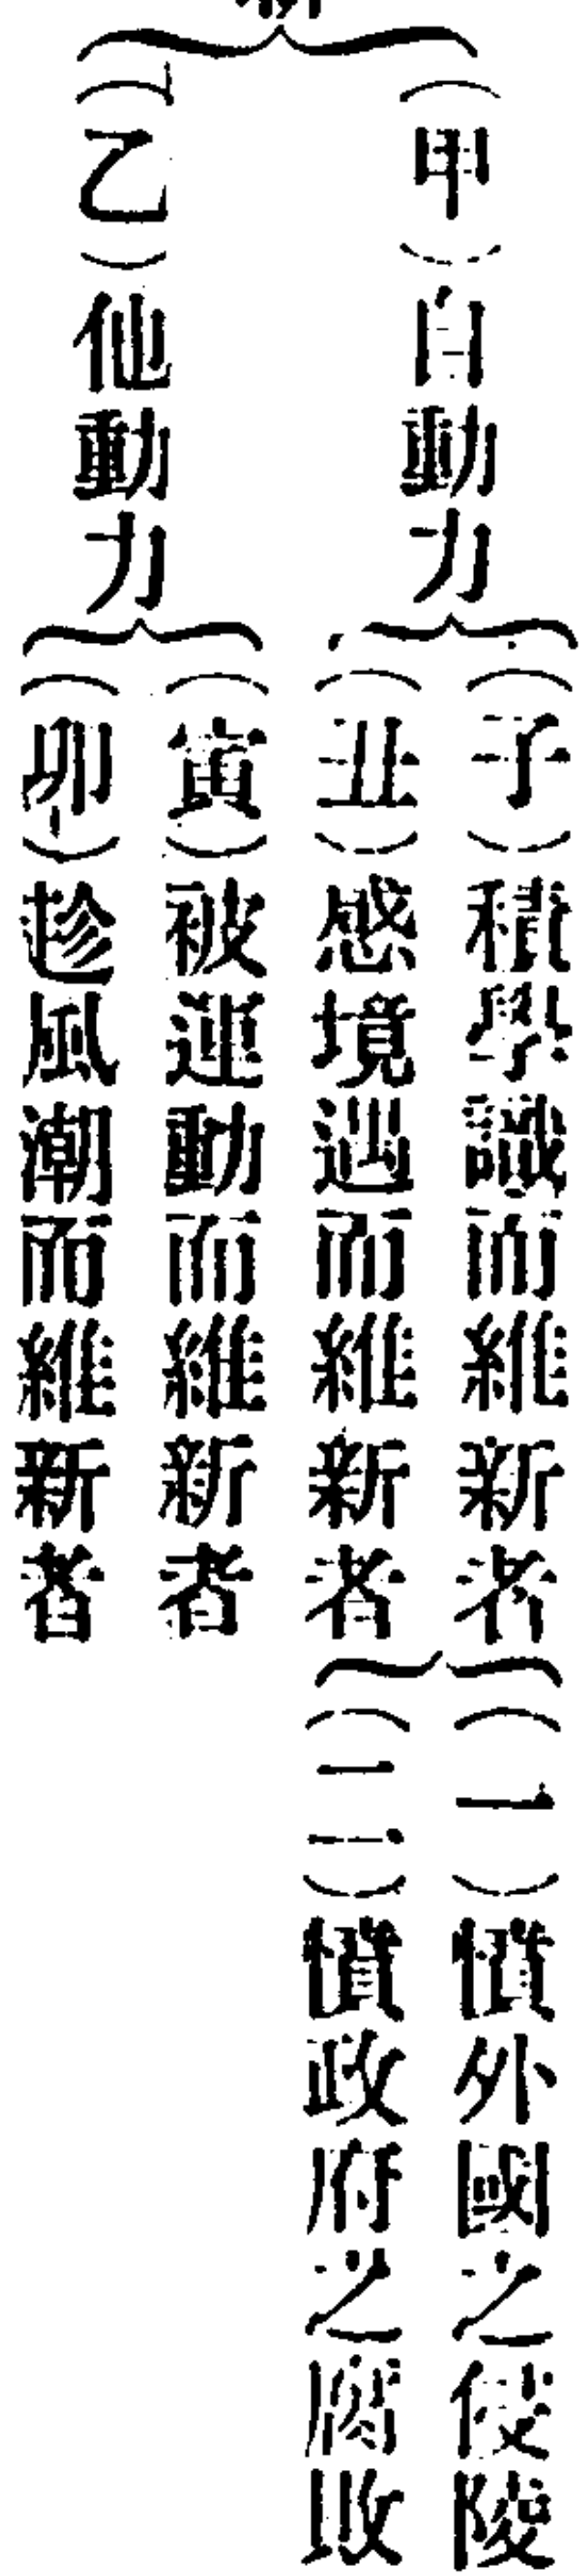 （甲）自動力
（子）積學識而維新者
（丑）感境遇而維新者
（一）憤外國之侵陵
（二）憤政府之腐敗
（乙）他動力
（寅）被運動而維新者
（卯）趁風潮而維新者